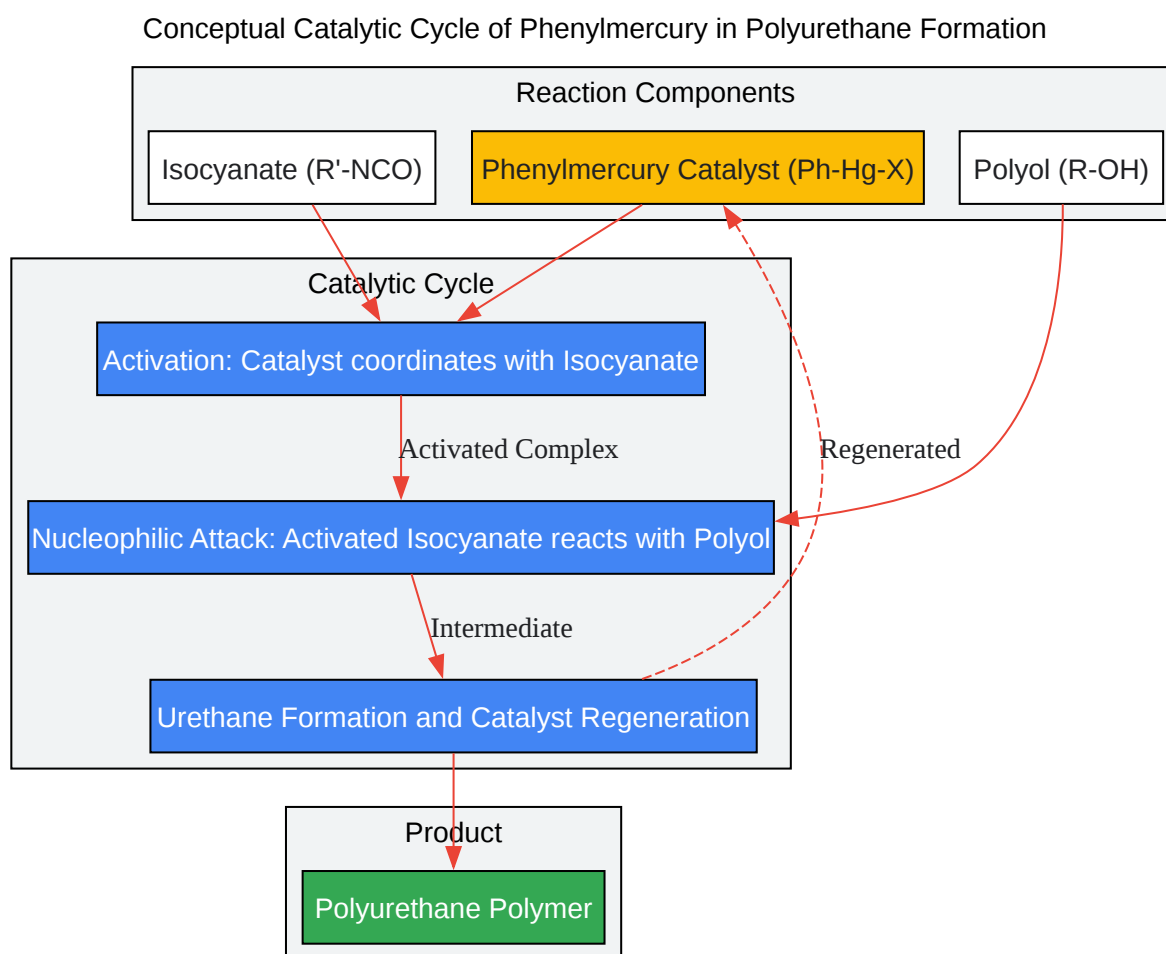 Conceptual Catalytic Cycle of Phenylmercury in Polyurethane Formation
Reaction Components
Isocyanate (R'-NCO)
Phenylmercury Catalyst (Ph-Hg-X)
Polyol (R-OH)
Catalytic Cycle
Activation: Catalyst coordinates with Isocyanate
Activated Complex
Regenerated
Nucleophilic Attack: Activated Isocyanate reacts with Polyol
Intermediate
Urethane Formation and Catalyst Regeneration
Product
Polyurethane Polymer